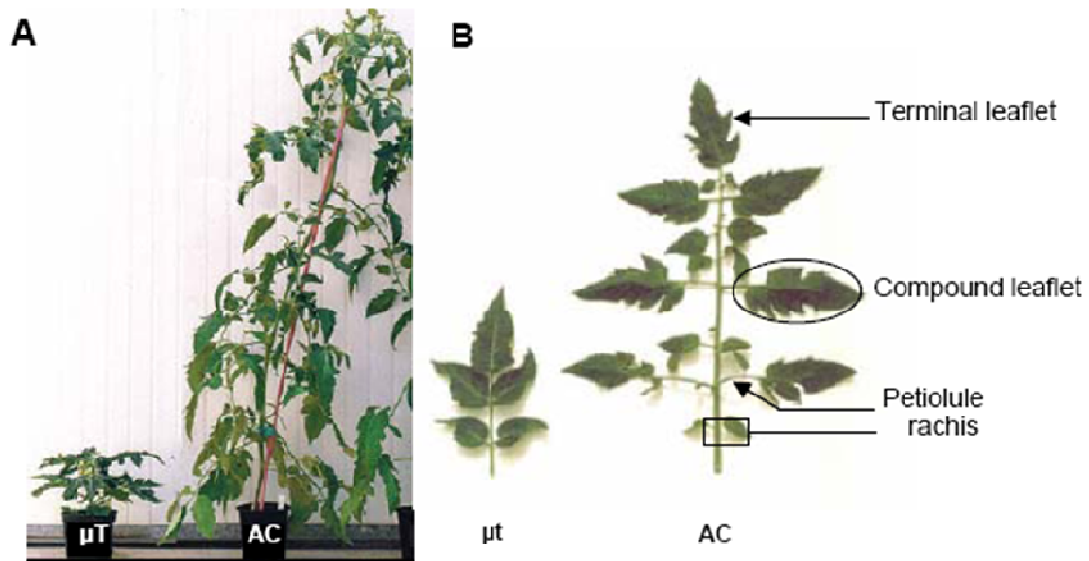 A
B
Terminal leaflet
Compound leaflet
Petiolule
rachis
µT
AC
µt
AC